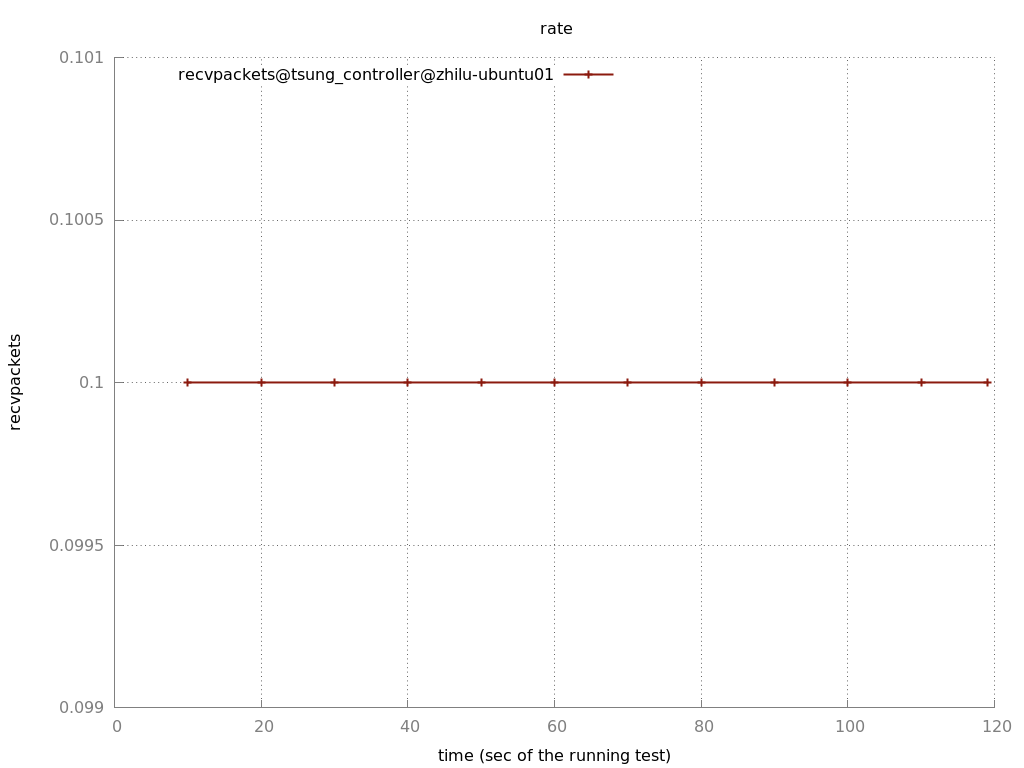 rate
0.101
recvpackets@tsung_controller@zhilu-ubuntu01
0.1005
recvpackets
0.1
0.0995
0.099
0 20 40 60 80 100 120
time (sec of the running test)